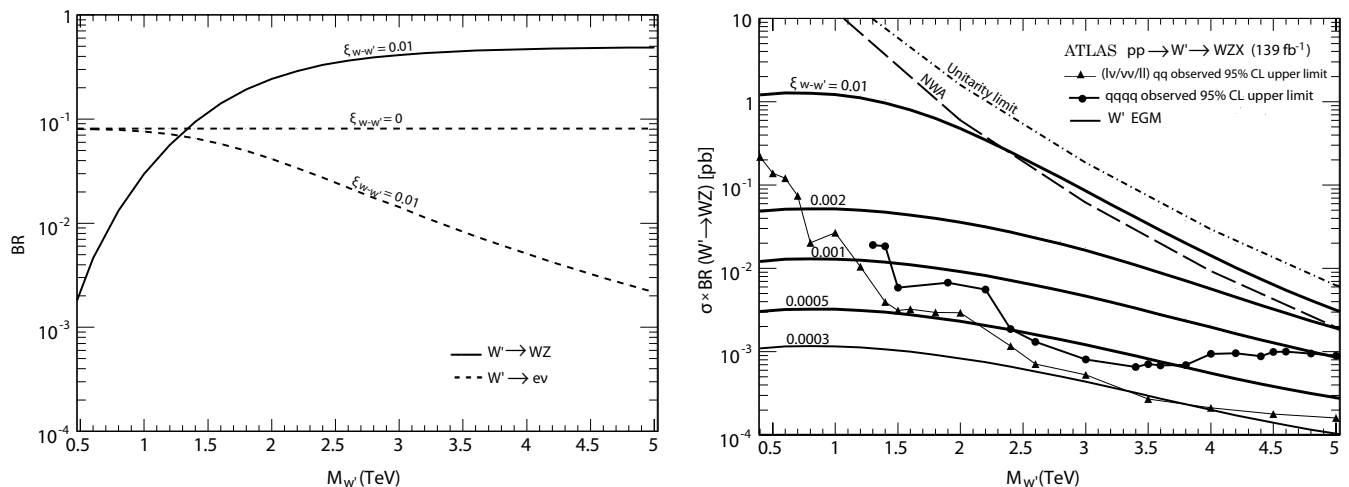 1
10⁻¹
10⁻²
10⁻³
10⁻⁴
BR
ξ w-w' = 0.01
ξ w-w' = 0
ξ w-w' = 0.01
W' → WZ
W' → eν
0.5 1 1.5 2 2.5 3 3.5 4 4.5 5
M w' (TeV)
10
1
10⁻¹
10⁻²
10⁻³
10⁻⁴
σ × BR (W' → WZ) [pb]
ATLAS pp → W' → WZX (139 fb⁻¹)
(lv/vv/ll) qq observed 95% CL upper limit
qqqq observed 95% CL upper limit
W' EGM
Unitarity limit
NWA
ξ w-w' = 0.01
0.002
0.001
0.0005
0.0003
0.5 1 1.5 2 2.5 3 3.5 4 4.5 5
M w' (TeV)